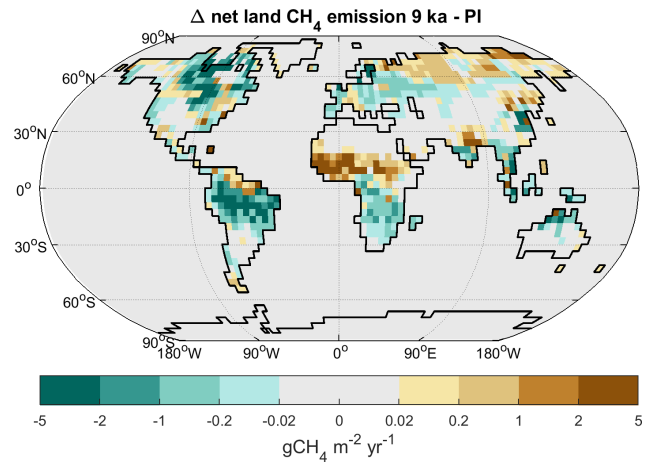 Δ net land CH₄ emission 9 ka - PI
90°N
60°N
30°N
0°
30°S
60°S
90°S
180°W 90°W 0° 90°E 180°W
-5 -2 -1 -0.2 -0.02 0 0.02 0.2 1 2 5
gCH₄ m⁻² yr⁻¹